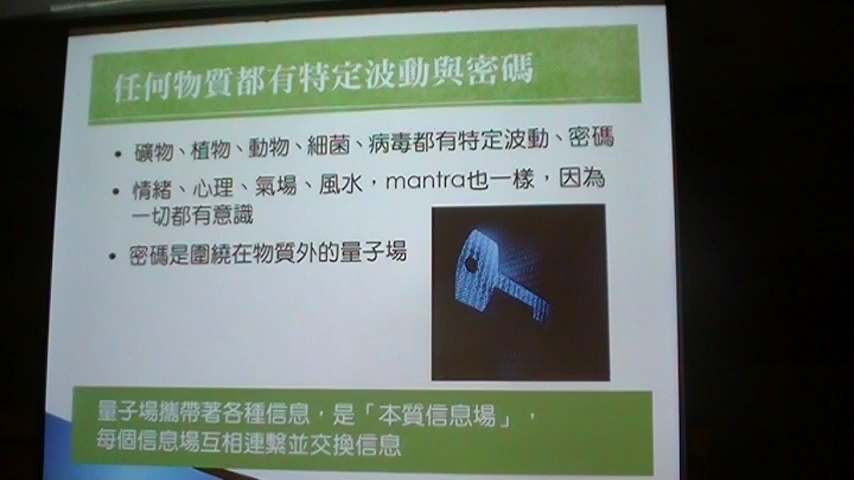 任何物質都有特定波動與密碼
• 礦物、植物、動物、細菌、病毒都有特定波動、密碼
• 情緒、心理、氣場、風水，mantra也一樣，因為
一切都有意識
• 密碼是圍繞在物質外的量子場
量子場攜帶著各種信息，是「本質信息場」，
每個信息場互相連繫並交換信息